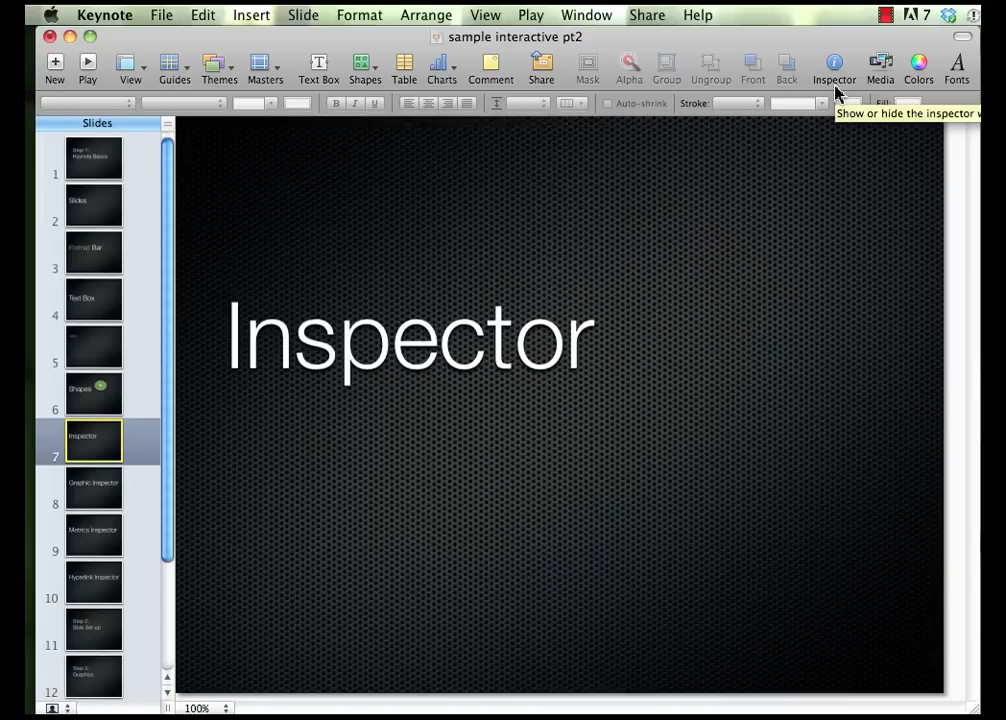 Keynote File Edit Insert Slide Format Arrange View Play Window Share Help 7
sample interactive pt2
New Play View Guides Themes Masters Text Box Shapes Table Charts Comment Share Mask Alpha Group Ungroup Front Back Inspector Media Colors Fonts
B I U Auto-shrink Stroke: Fill:
Show or hide the inspector w
Slides
1 Step 1:
Keynote Basics
2 Slides
3 Format Bar
4 Text Box
5
6 Shapes
7 Inspector
8 Graphic Inspector
9 Metrics Inspector
10 Hyperlink Inspector
11 Step 2:
Slide Set-up
12 Step 3:
Graphics
Inspector
100%